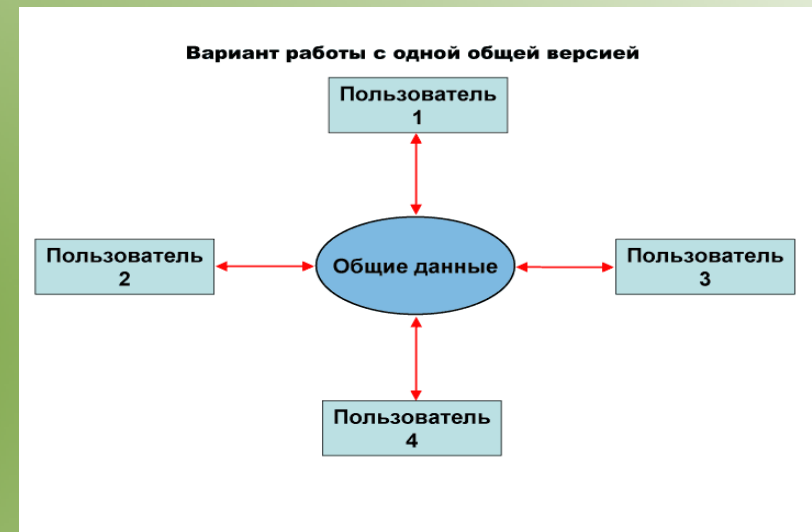 Вариант работы с одной общей версией
Пользователь
1
Пользователь
2
Общие данные
Пользователь
3
Пользователь
4